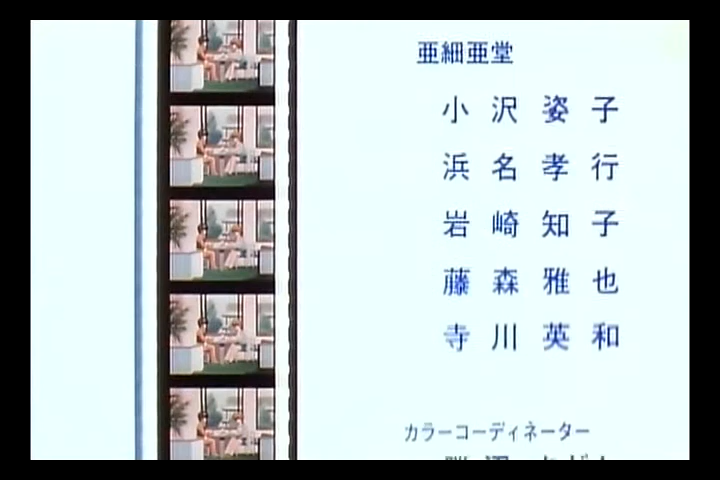 亜細亜堂
小沢姿子
浜名孝行
岩崎知子
藤森雅也
寺川英和
カラーコーディネーター